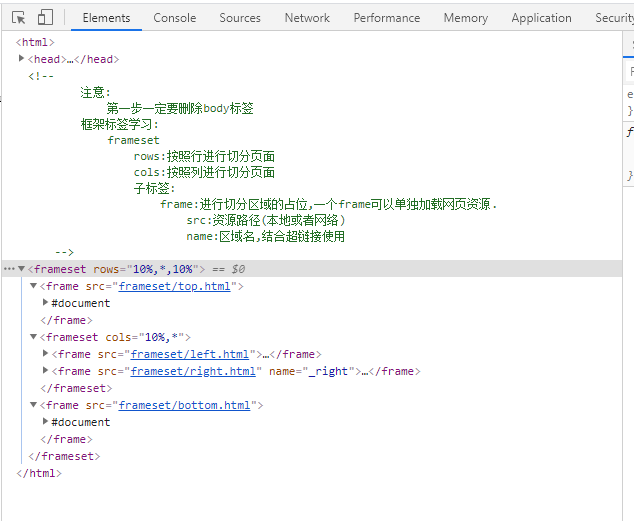 Elements Console Sources Network Performance Memory Application Security
<html>
<head>…</head>
<!--
注意:
第一步一定要删除body标签
框架标签学习:
frameset
rows:按照行进行切分页面
cols:按照列进行切分页面
子标签:
frame:进行切分区域的占位,一个frame可以单独加载网页资源.
src:资源路径(本地或者网络)
name:区域名,结合超链接使用
-->
<frameset rows="10%,*,10%"> == $0
<frame src="frameset/top.html">
#document
</frame>
<frameset cols="10%,*">
<frame src="frameset/left.html">…</frame>
<frame src="frameset/right.html" name="_right">…</frame>
</frameset>
<frame src="frameset/bottom.html">
#document
</frame>
</frameset>
</html>